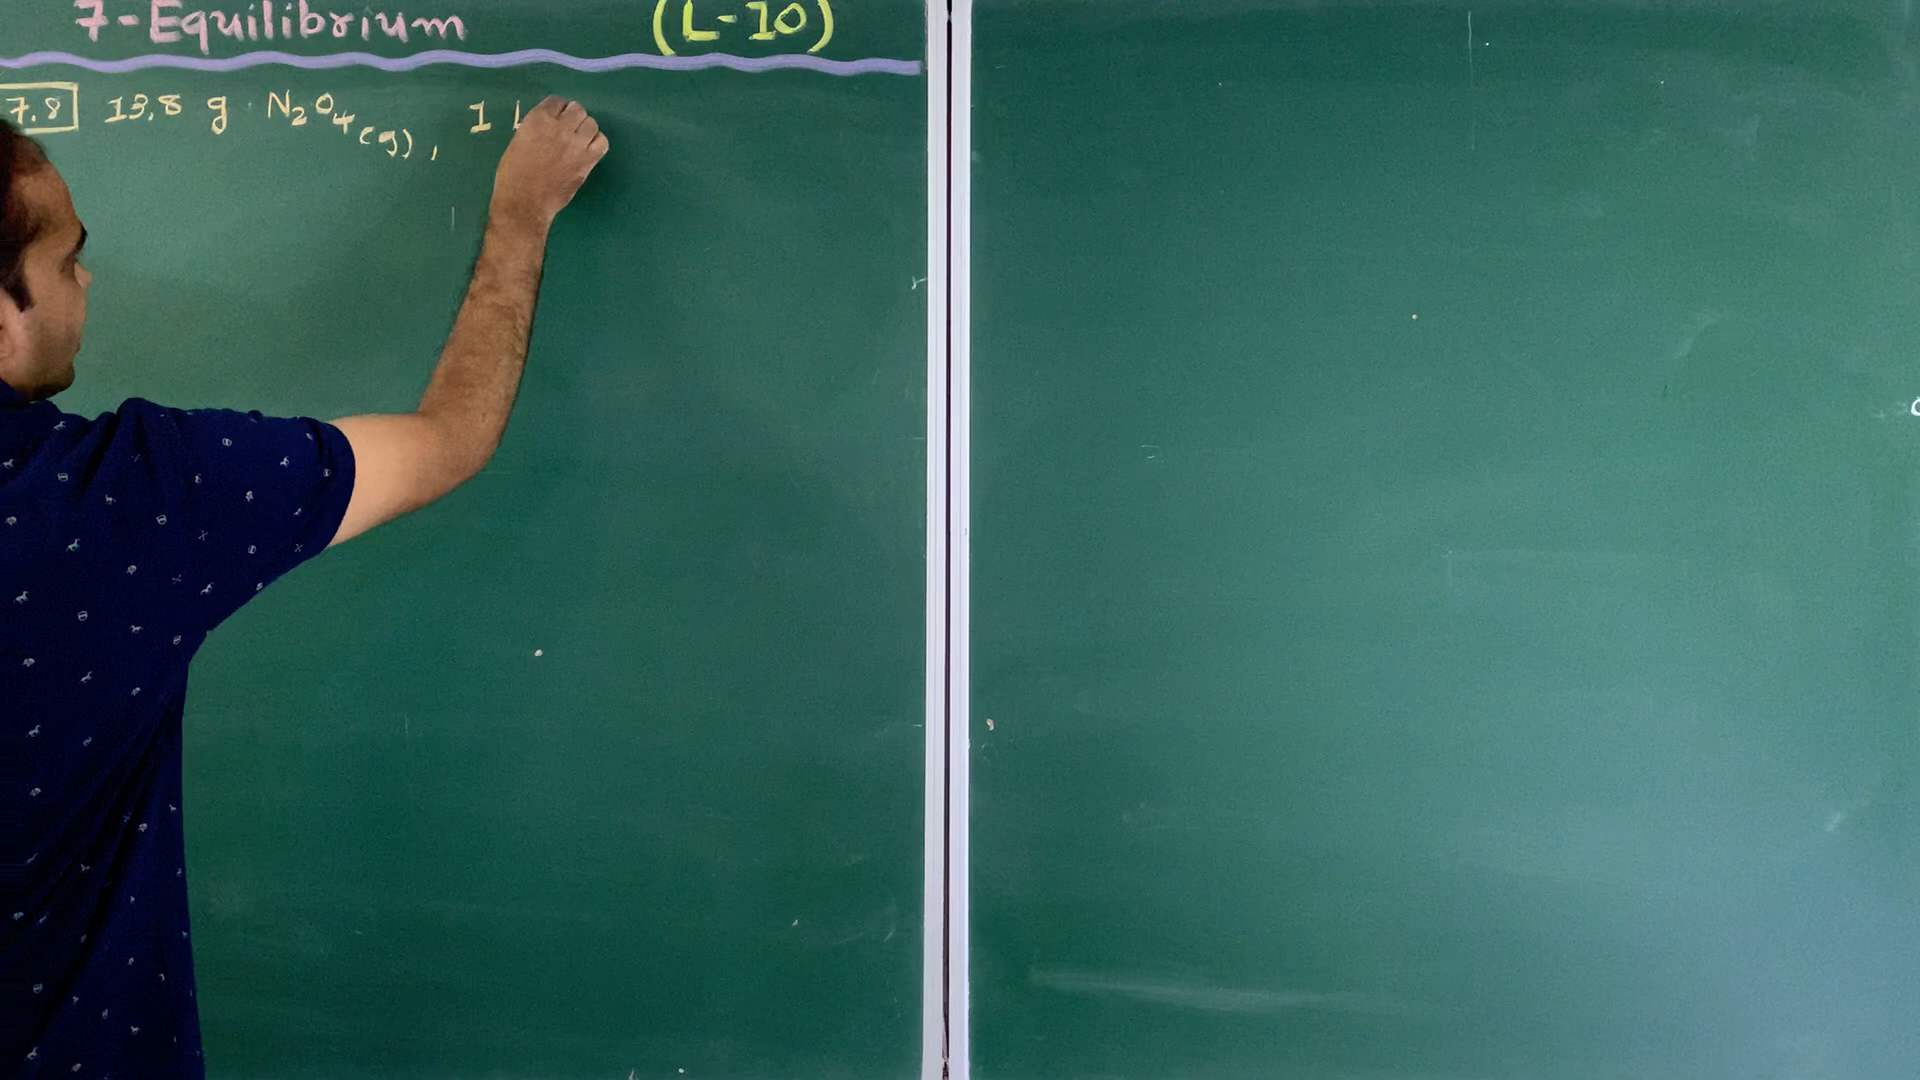 7-Equilibrium (L-10)
7.8 13.8 g N₂O₄(g), 1 L